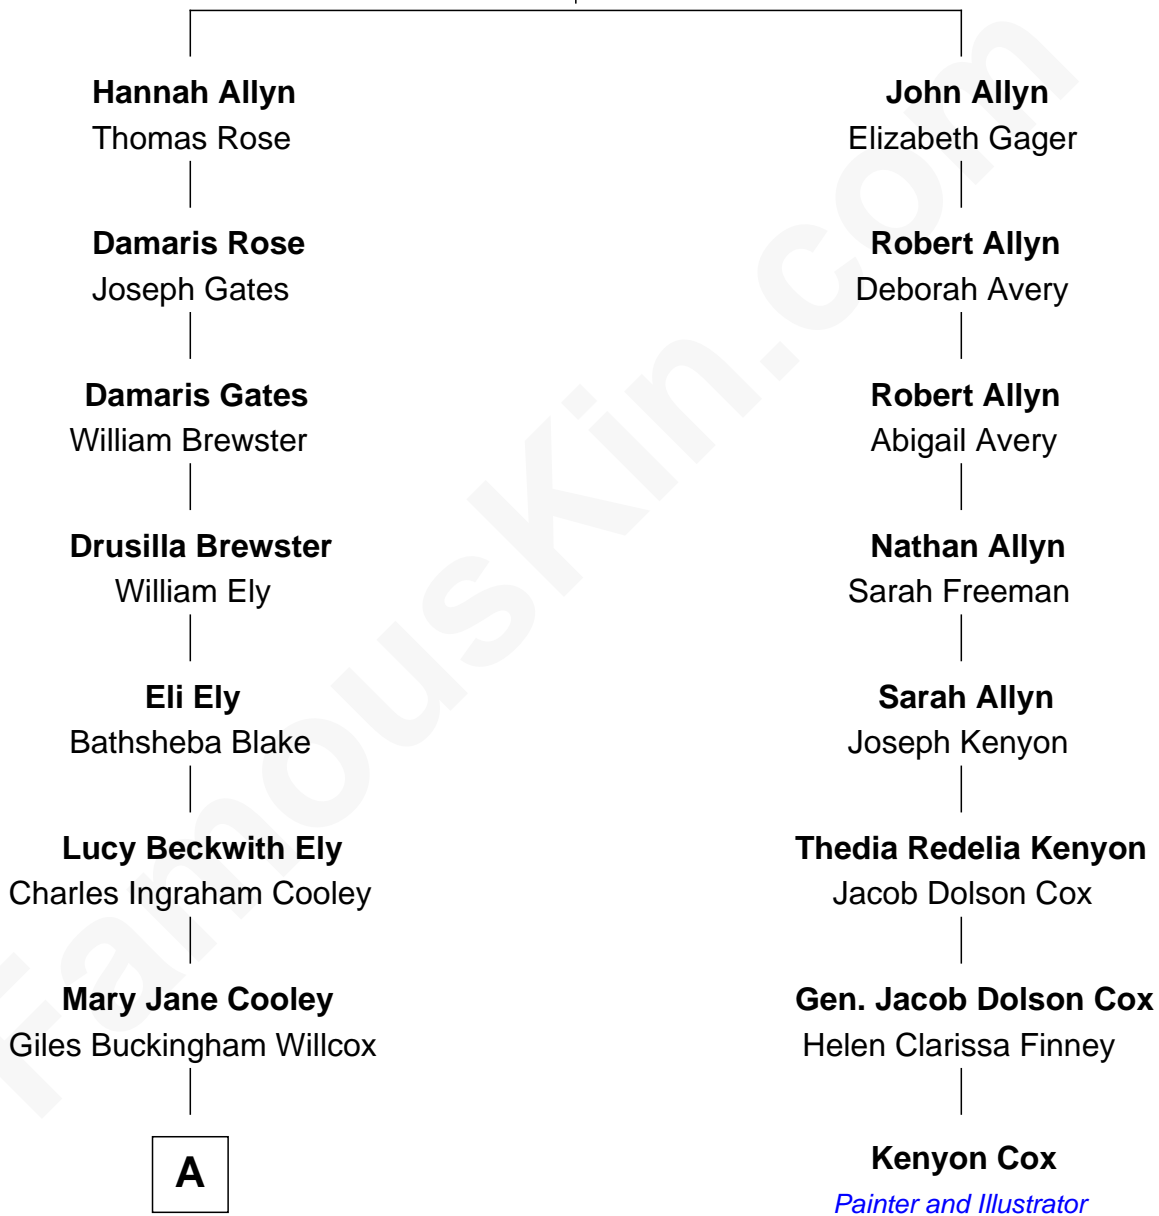 Hannah Allyn
Thomas Rose
John Allyn
Elizabeth Gager
Damaris Rose
Joseph Gates
Robert Allyn
Deborah Avery
Damaris Gates
William Brewster
Robert Allyn
Abigail Avery
Drusilla Brewster
William Ely
Nathan Allyn
Sarah Freeman
Eli Ely
Bathsheba Blake
Sarah Allyn
Joseph Kenyon
Lucy Beckwith Ely
Charles Ingraham Cooley
Thedia Redelia Kenyon
Jacob Dolson Cox
Mary Jane Cooley
Giles Buckingham Willcox
Gen. Jacob Dolson Cox
Helen Clarissa Finney
A
Kenyon Cox
Painter and Illustrator
FamousKin.com